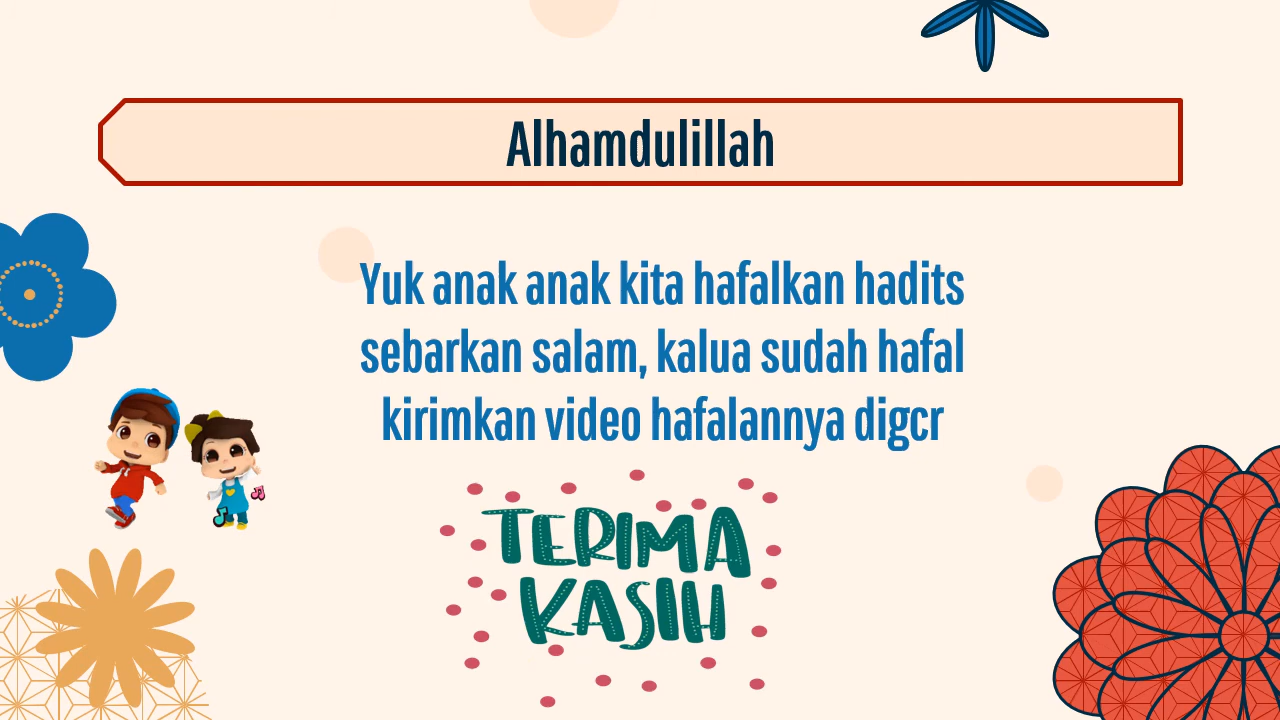 Alhamdulillah
Yuk anak anak kita hafalkan hadits
sebarkan salam, kalua sudah hafal
kirimkan video hafalannya digcr
TERIMA
KASIH